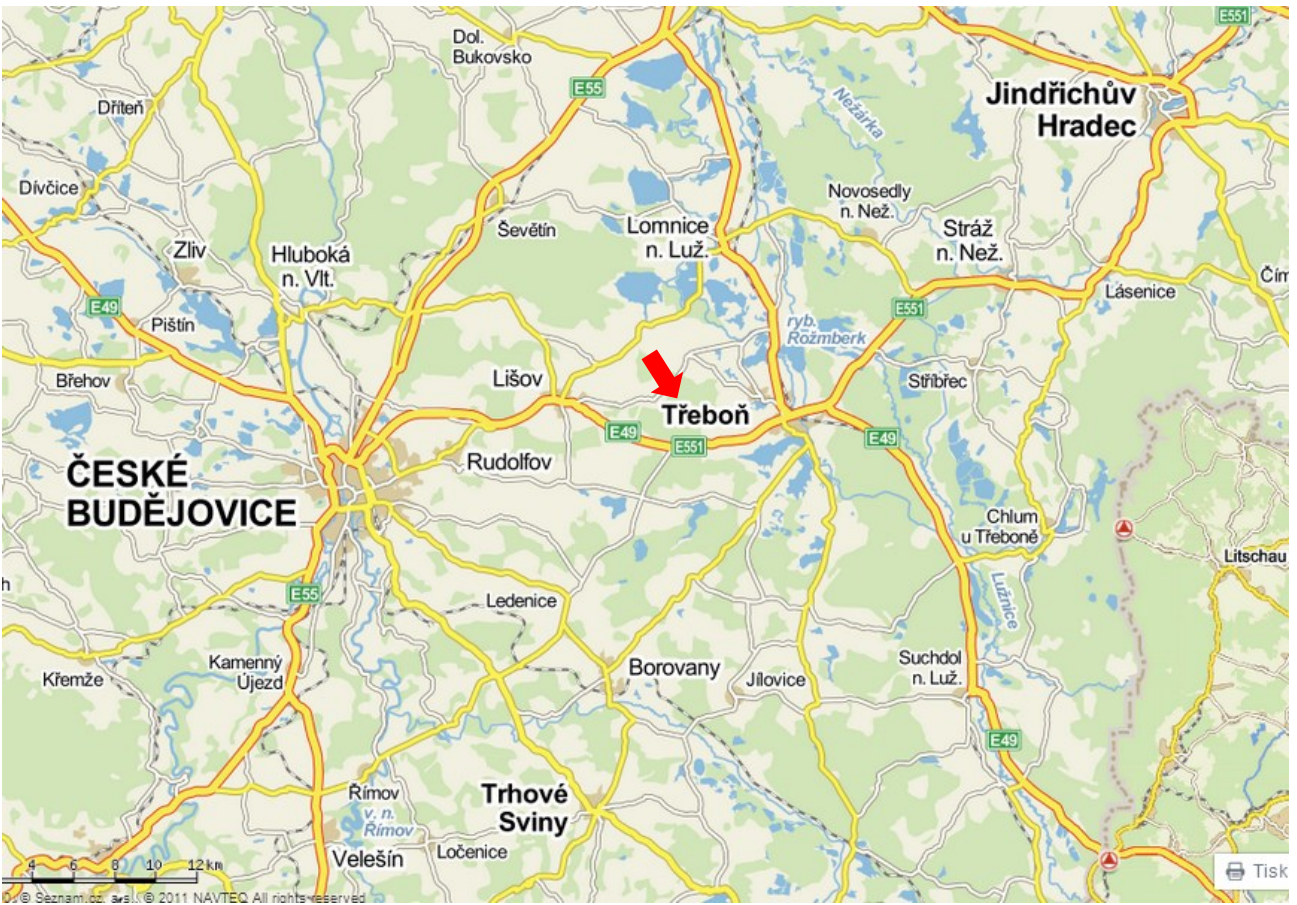 E551
Dol.
Bukovsko
E55
Dříteň
Jindřichův
Hradec
Nežárka
Dívčice
Novosedly
n. Než.
Ševětín
Lomnice
n. Luž.
Stráž
n. Než.
Zliv
Hluboká
n. Vlt.
Lásenice
Čím
E49
Pištín
E551
ryb.
Rožmberk
Břehov
Lišov
Stříbřec
Třeboň
E49
E551
E49
Rudolfov
ČESKÉ
BUDĚJOVICE
Chlum
u Třeboně
Litschau
h
E55
Ledenice
Lužnice
Kamenný
Újezd
Křemže
Borovany
Jílovice
Suchdol
n. Luž.
E49
Římov
v. n.
Římov
Trhové
Sviny
Velešín
Ločenice
4 6 8 10 12 km
Tisk
© Seznam.cz, a.s., © 2011 NAVTEQ All rights reserved